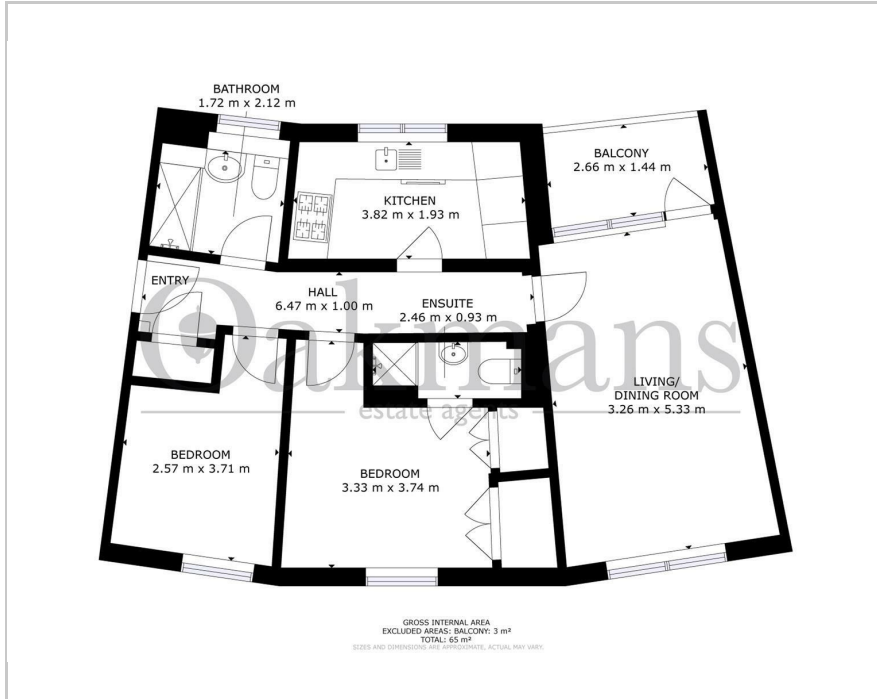 BATHROOM
1.72 m x 2.12 m
BALCONY
2.66 m x 1.44 m
KITCHEN
3.82 m x 1.93 m
ENTRY
HALL
6.47 m x 1.00 m
ENSUITE
2.46 m x 0.93 m
Oakmans
estate agents
LIVING/
DINING ROOM
3.26 m x 5.33 m
BEDROOM
2.57 m x 3.71 m
BEDROOM
3.33 m x 3.74 m
GROSS INTERNAL AREA
EXCLUDED AREAS: BALCONY: 3 m²
TOTAL: 65 m²
SIZES AND DIMENSIONS ARE APPROXIMATE, ACTUAL MAY VARY.